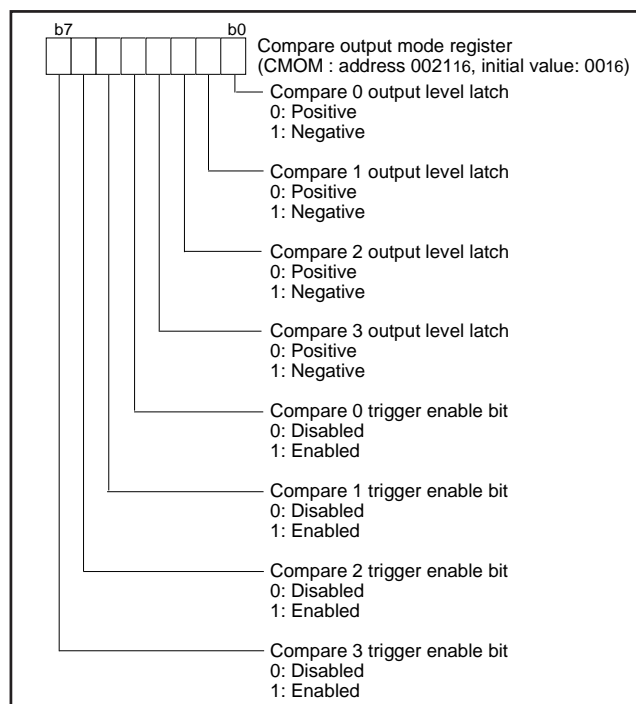 b7 b0
Compare output mode register
(CMOM : address 002116, initial value: 0016)
Compare 0 output level latch
0: Positive
1: Negative
Compare 1 output level latch
0: Positive
1: Negative
Compare 2 output level latch
0: Positive
1: Negative
Compare 3 output level latch
0: Positive
1: Negative
Compare 0 trigger enable bit
0: Disabled
1: Enabled
Compare 1 trigger enable bit
0: Disabled
1: Enabled
Compare 2 trigger enable bit
0: Disabled
1: Enabled
Compare 3 trigger enable bit
0: Disabled
1: Enabled